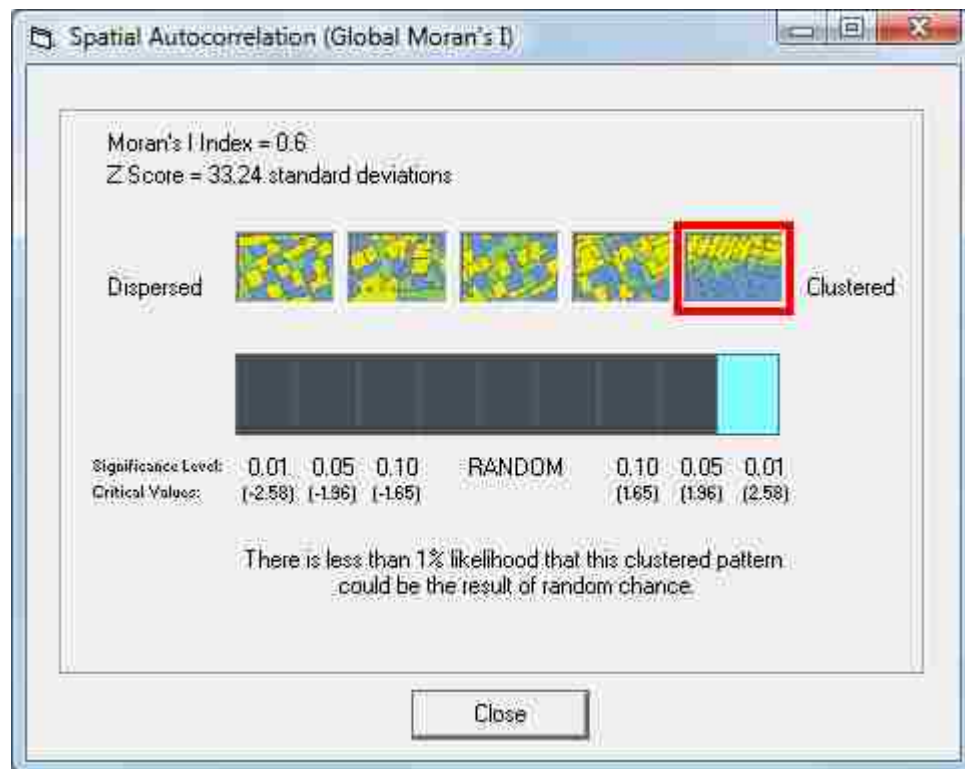 Spatial Autocorrelation (Global Moran's I)
Moran's I Index = 0.6
Z Score = 33.24 standard deviations
Dispersed
Clustered
Significance Level: 0.01 0.05 0.10 RANDOM 0.10 0.05 0.01
Critical Values: (-2.58) (-1.96) (-1.65) (1.65) (1.96) (2.58)
There is less than 1% likelihood that this clustered pattern
could be the result of random chance.
Close